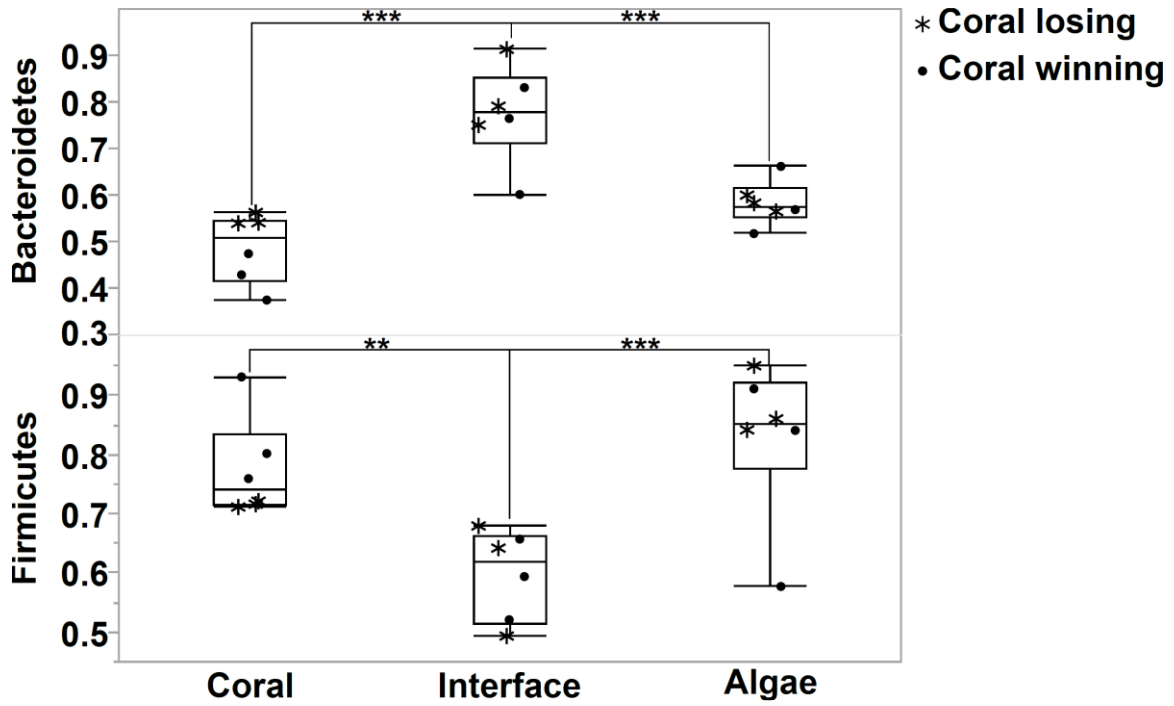 *** ***
* Coral losing
• Coral winning
Bacteroidetes
0.9
0.8
0.7
0.6
0.5
0.4
0.3
** ***
Firmicutes
0.9
0.8
0.7
0.6
0.5
Coral Interface Algae